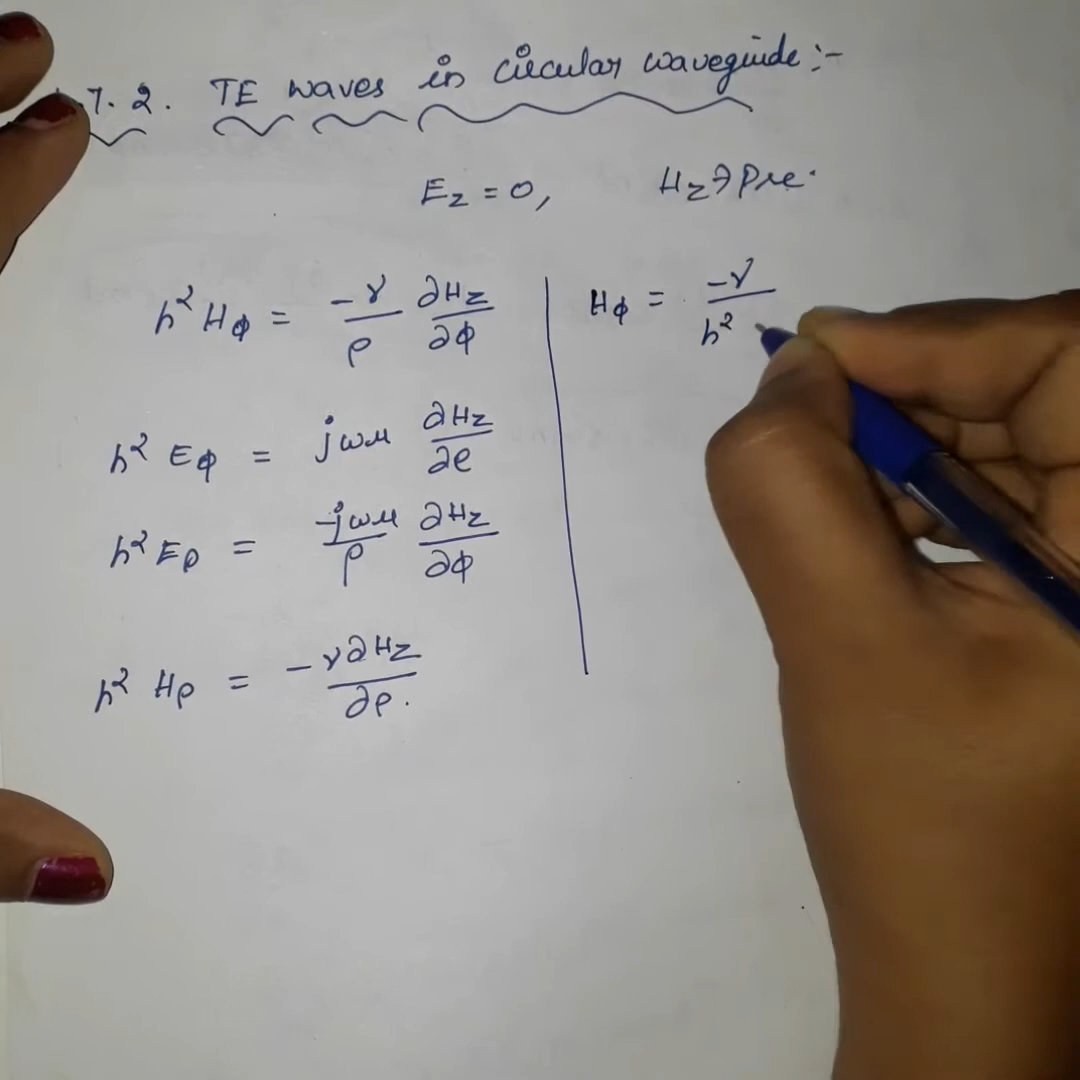 7.2. TE waves in circular waveguide :-
Ez = 0, Hz → Pre.
h² Hϕ = -γ/ρ ∂Hz/∂ϕ
h² Eϕ = jωμ ∂Hz/∂ρ
h² Eρ = -jωμ/ρ ∂Hz/∂ϕ
h² Hρ = -γ∂Hz/∂ρ.
Hϕ = -γ/h²